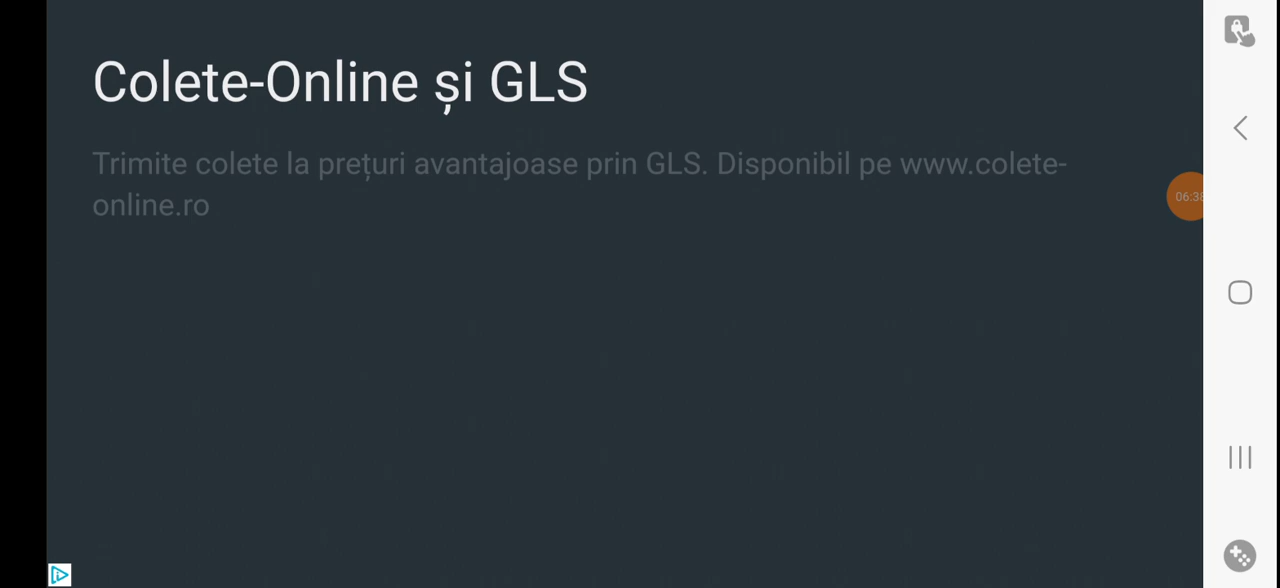 Colete-Online și GLS
Trimite colete la prețuri avantajoase prin GLS. Disponibil pe www.colete-
online.ro
06:38